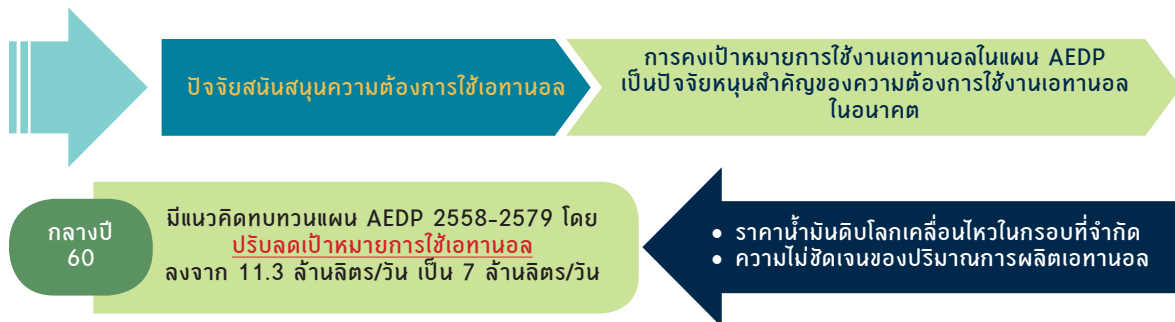 ปัจจัยสนันสนุนความต้องการใช้เอทานอล
การคงเป้าหมายการใช้งานเอทานอลในแผน AEDP
เป็นปัจจัยหนุนสำคัญของความต้องการใช้งานเอทานอล
ในอนาคต
กลางปี
60
มีแนวคิดทบทวนแผน AEDP 2558-2579 โดย
ปรับลดเป้าหมายการใช้เอทานอล
ลงจาก 11.3 ล้านลิตร/วัน เป็น 7 ล้านลิตร/วัน
• ราคาน้ำมันดิบโลกเคลื่อนไหวในกรอบที่จำกัด
• ความไม่ชัดเจนของปริมาณการผลิตเอทานอล